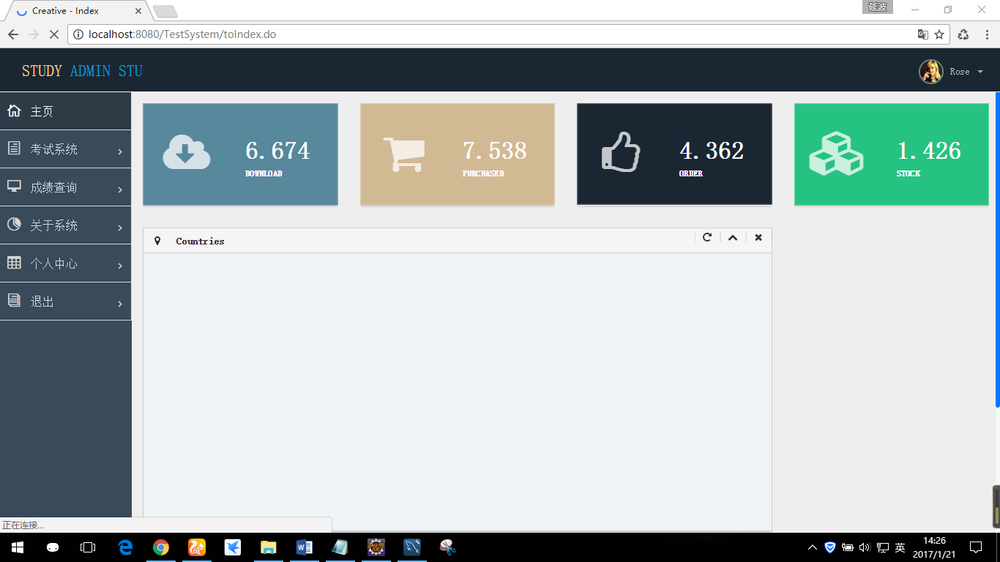 Creative - Index
延波
localhost:8080/TestSystem/toIndex.do
STUDY ADMIN STU
Rose
主页
考试系统
成绩查询
关于系统
个人中心
退出
6.674
DOWNLOAD
7.538
PURCHASED
4.362
ORDER
1.426
STOCK
Countries
正在连接...
英
14:26
2017/1/21